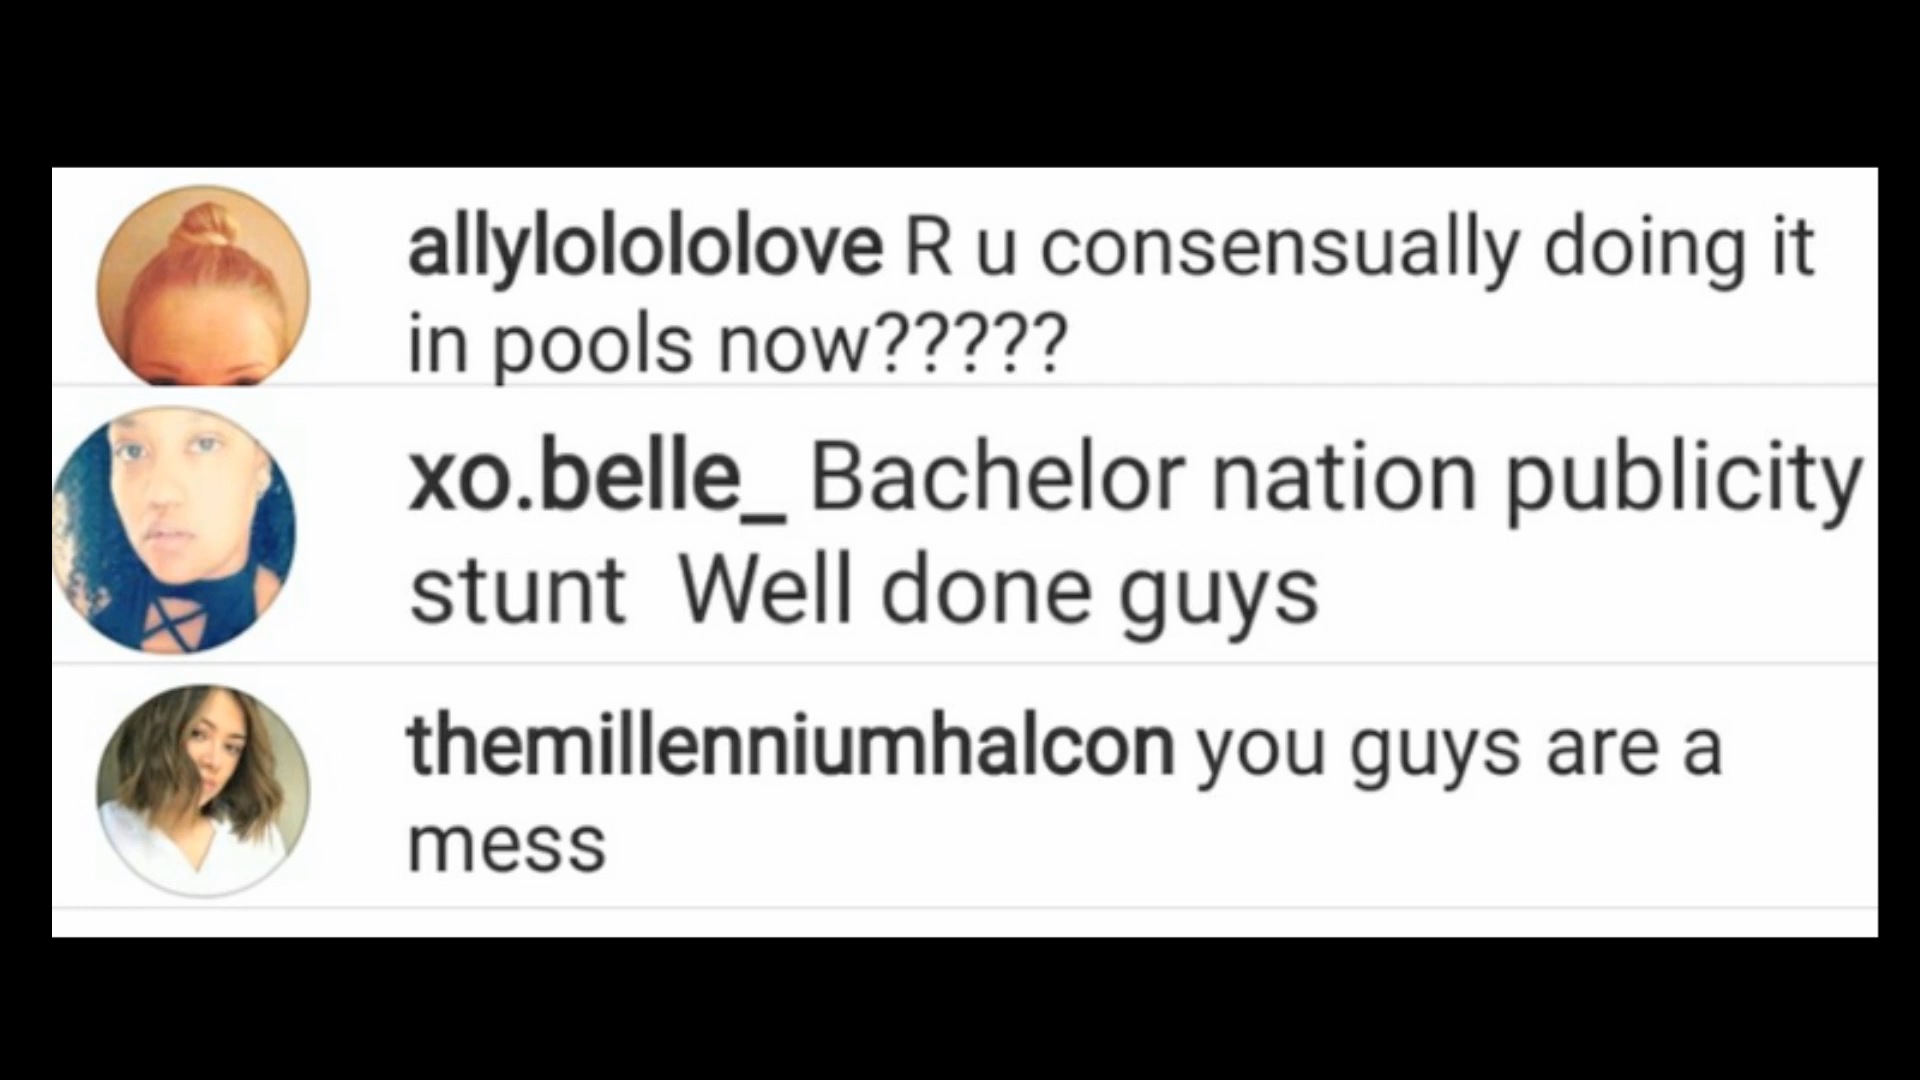 allylolololove R u consensually doing it
in pools now?????
xo.belle_ Bachelor nation publicity
stunt  Well done guys
themillenniumhalcon you guys are a
mess